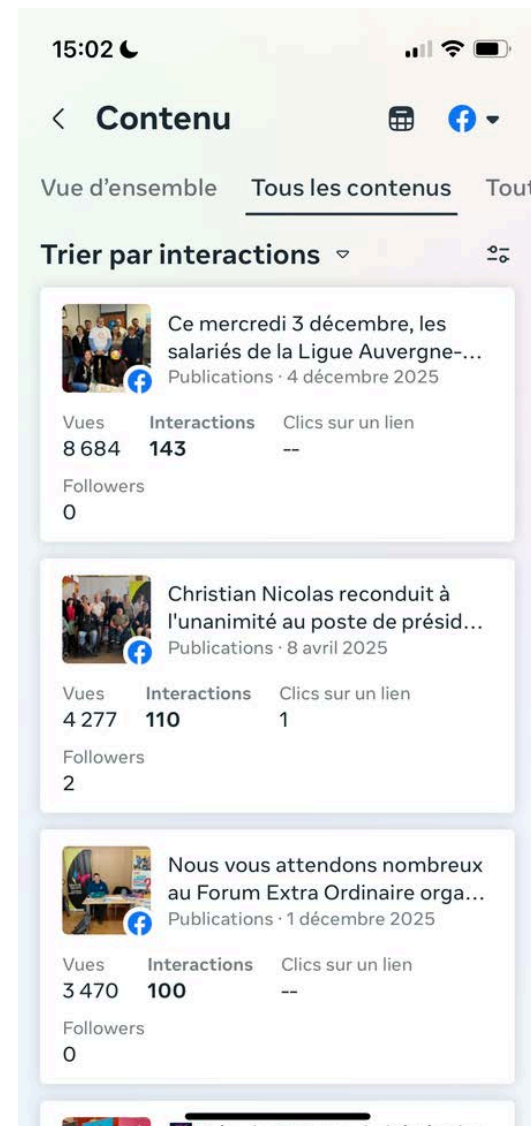 15:02
Contenu
Vue d'ensemble Tous les contenus Tout
Trier par interactions
Ce mercredi 3 décembre, les
salariés de la Ligue Auvergne-...
Publications · 4 décembre 2025
Vues Interactions Clics sur un lien
8 684 143 --
Followers
0
Christian Nicolas reconduit à
l'unanimité au poste de présid...
Publications · 8 avril 2025
Vues Interactions Clics sur un lien
4 277 110 1
Followers
2
Nous vous attendons nombreux
au Forum Extra Ordinaire orga...
Publications · 1 décembre 2025
Vues Interactions Clics sur un lien
3 470 100 --
Followers
0